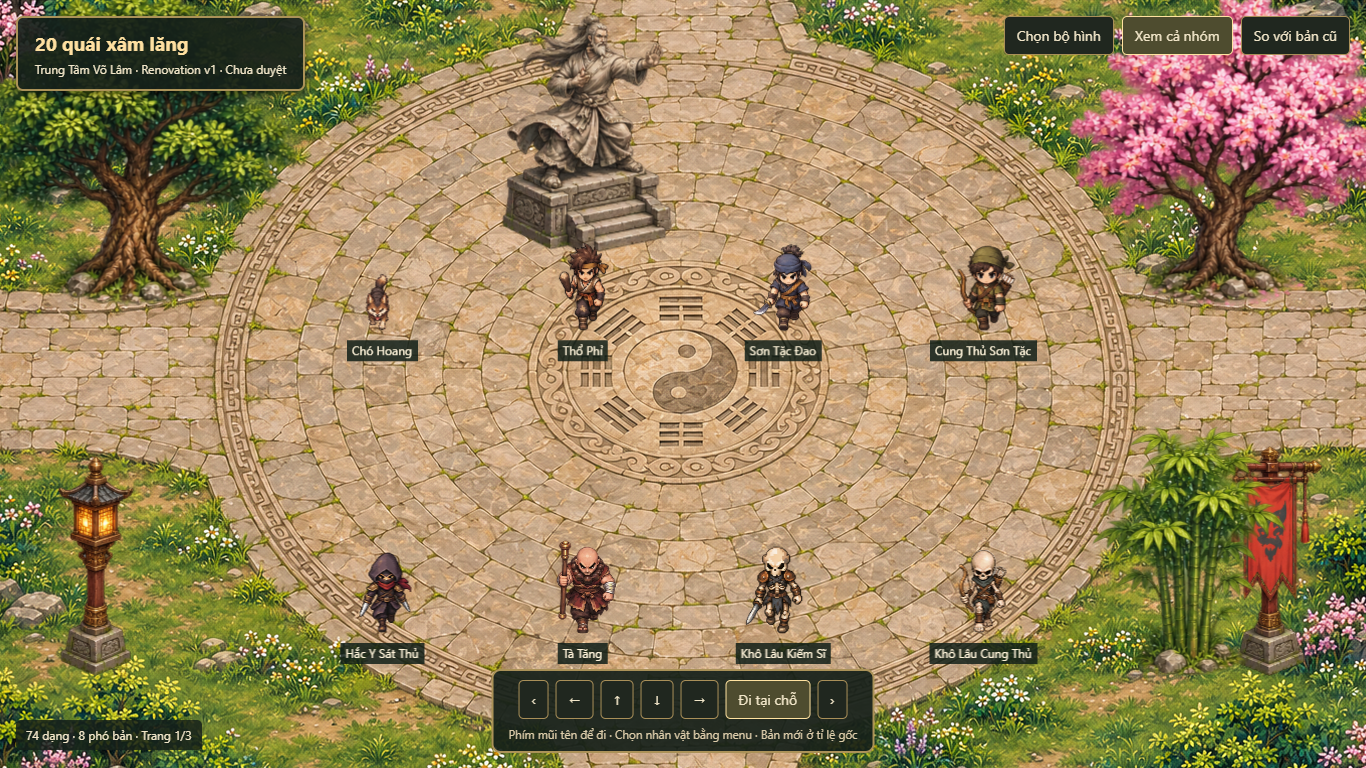 20 quái xâm lăng
Trung Tâm Võ Lâm · Renovation v1 · Chưa duyệt
Chọn bộ hình
Xem cả nhóm
So với bản cũ
Chó Hoang
Thổ Phỉ
Sơn Tặc Đao
Cung Thủ Sơn Tặc
Hắc Y Sát Thủ
Tà Tăng
Khô Lâu Kiếm Sĩ
Khô Lâu Cung Thủ
‹ ← ↑ ↓ → Đi tại chỗ ›
Phím mũi tên để đi · Chọn nhân vật bằng menu · Bản mới ở tỉ lệ gốc
74 dạng · 8 phó bản · Trang 1/3